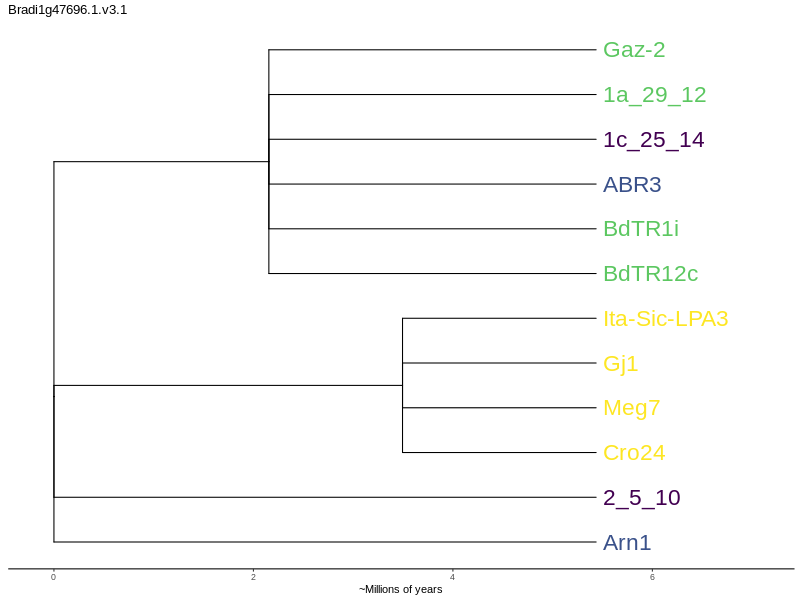 Bradi1g47696.1.v3.1
Gaz-2
1a_29_12
1c_25_14
ABR3
BdTR1i
BdTR12c
Ita-Sic-LPA3
Gj1
Meg7
Cro24
2_5_10
Arn1
0 2 4 6
~Millions of years